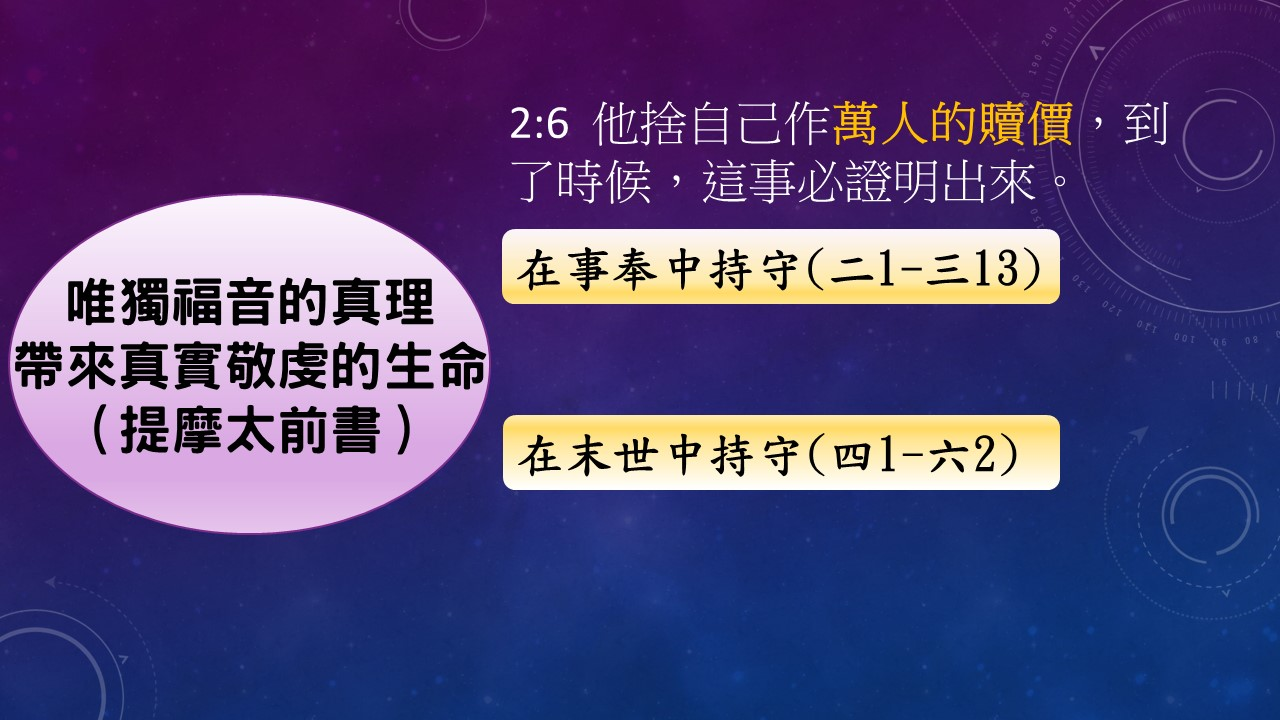 2:6 他捨自己作萬人的贖價，到
了時候，這事必證明出來。
在事奉中持守(二1-三13)
唯獨福音的真理
帶來真實敬虔的生命
（提摩太前書）
在末世中持守(四1-六2)